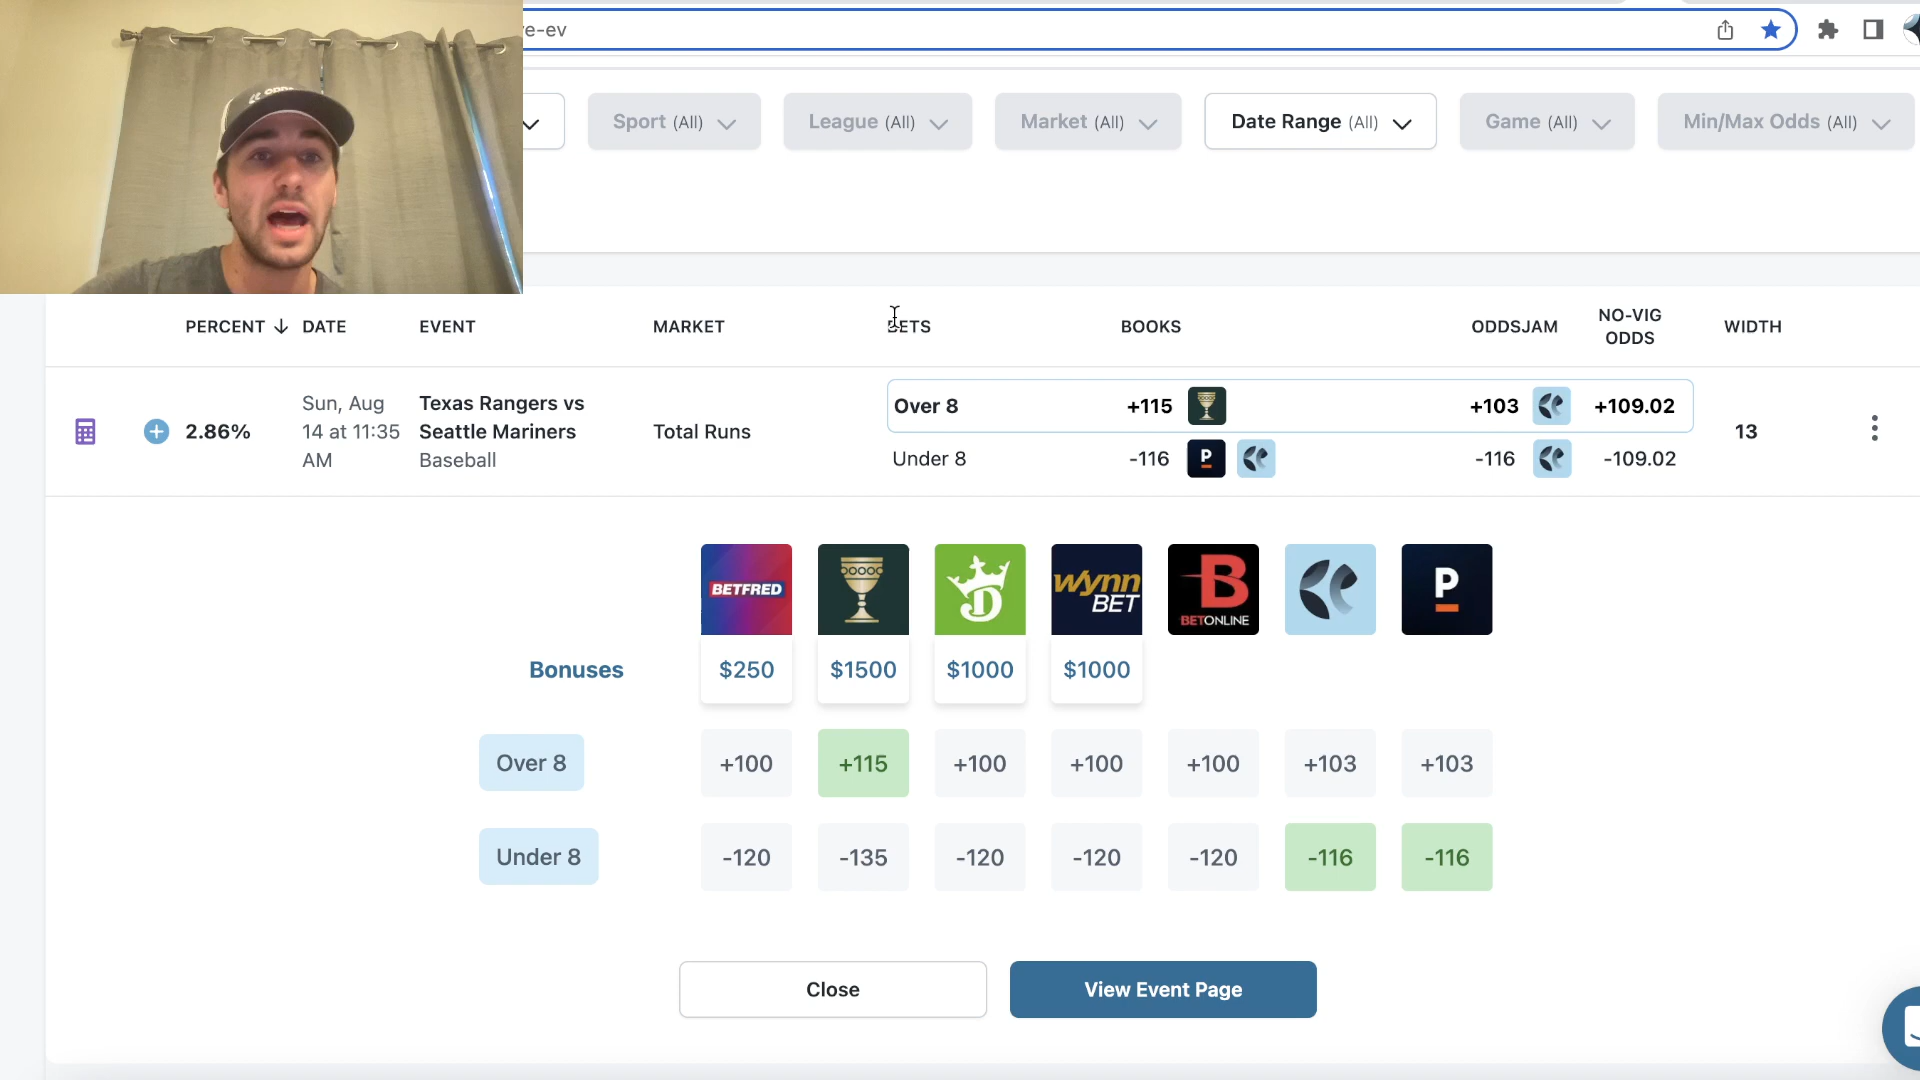 re-ev
Sport (All)
League (All)
Market (All)
Date Range (All)
Game (All)
Min/Max Odds (All)
PERCENT
DATE
EVENT
MARKET
BETS
BOOKS
ODDSJAM
NO-VIG
ODDS
WIDTH
2.86%
Sun, Aug
14 at 11:35
AM
Texas Rangers vs
Seattle Mariners
Baseball
Total Runs
Over 8 +115 +103 +109.02
Under 8 -116 P -116 -109.02
13
BETFRED
D
Wynn
BET
B
BETONLINE
P
Bonuses $250 $1500 $1000 $1000
Over 8 +100 +115 +100 +100 +100 +103 +103
Under 8 -120 -135 -120 -120 -120 -116 -116
Close
View Event Page